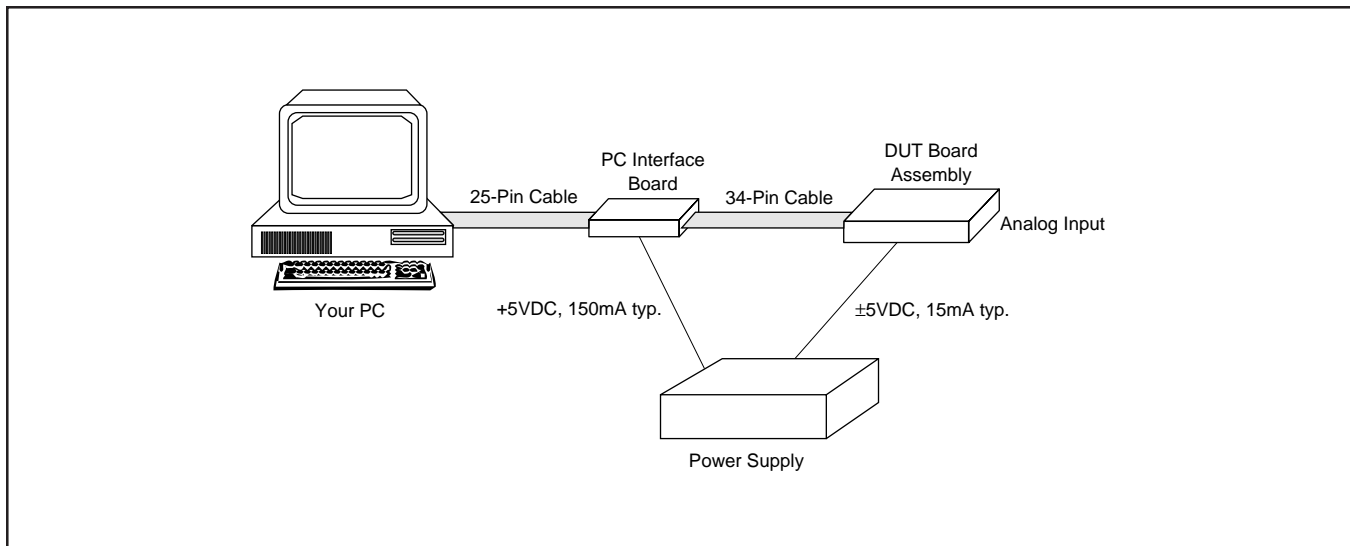 PC Interface
Board
DUT Board
Assembly
25-Pin Cable
34-Pin Cable
Analog Input
Your PC
+5VDC, 150mA typ.
±5VDC, 15mA typ.
Power Supply